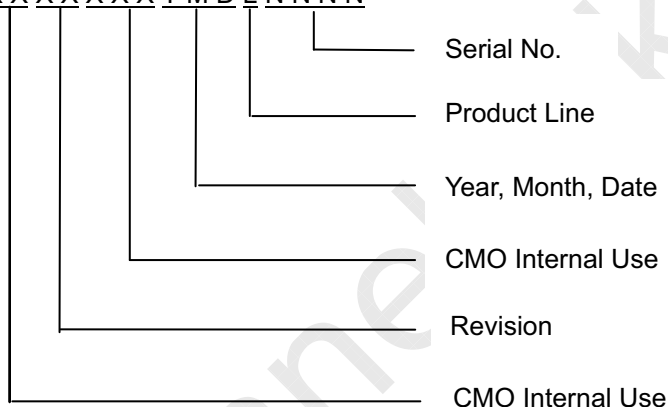 Serial No.
Product Line
Year, Month, Date
CMO Internal Use
Revision
CMO Internal Use